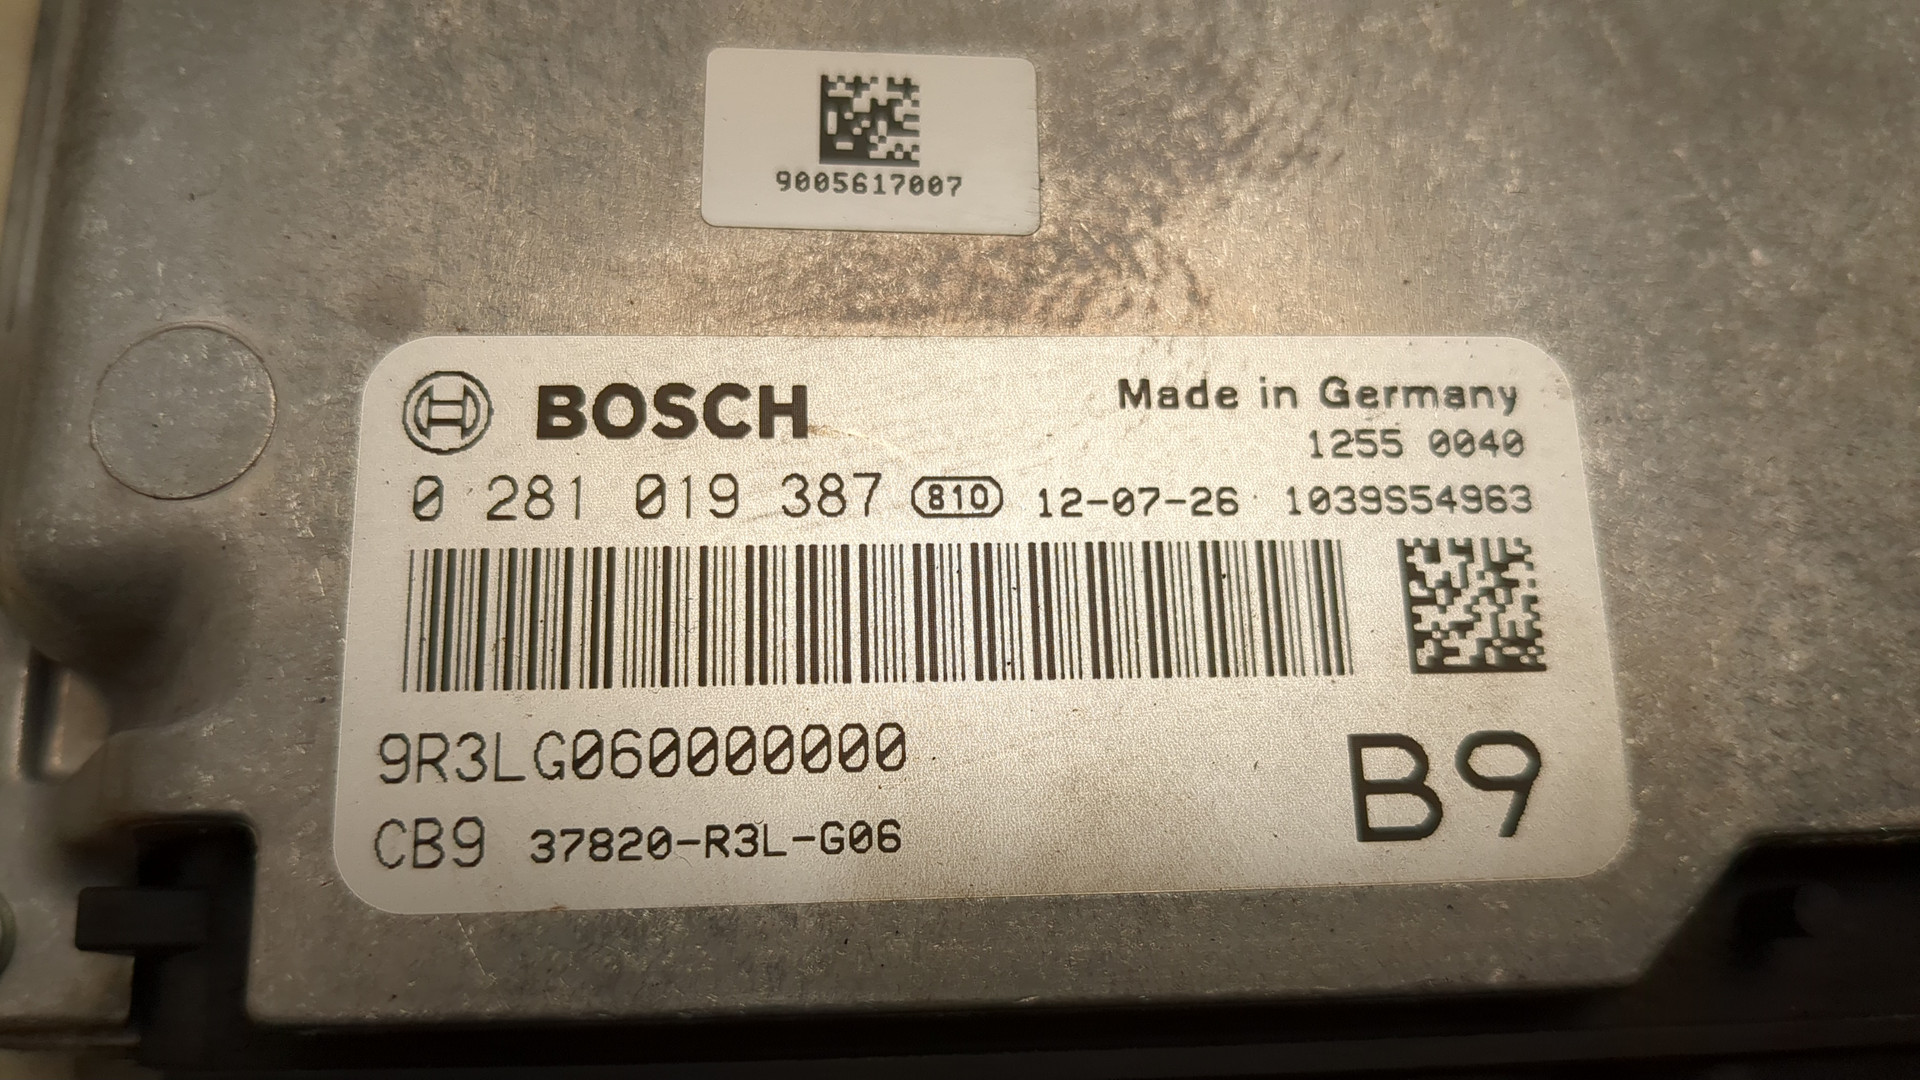 9005617007
BOSCH
Made in Germany
1255 0040
0 281 019 387 810 12-07-26 1039S54963
9R3LG060000000
CB9 37820-R3L-G06
B9